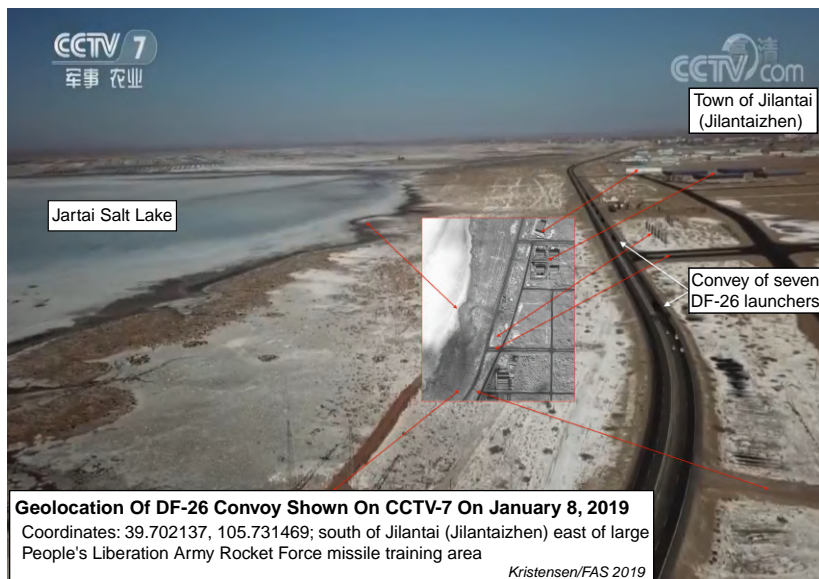 CCTV 7
军事 农业
高清
CCTV.com
Town of Jilantai
(Jilantaizhen)
Jartai Salt Lake
Convey of seven
DF-26 launchers
Geolocation Of DF-26 Convoy Shown On CCTV-7 On January 8, 2019
Coordinates: 39.702137, 105.731469; south of Jilantai (Jilantaizhen) east of large
People's Liberation Army Rocket Force missile training area
Kristensen/FAS 2019